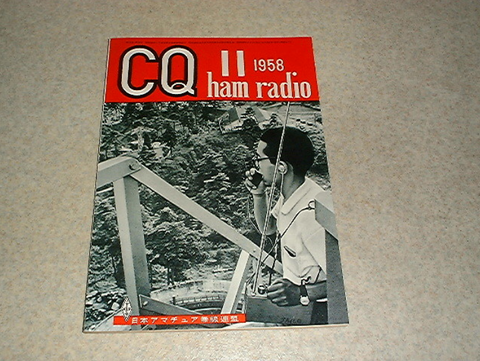 CQ 11 1958
ham radio
日本アマチュア無線連盟